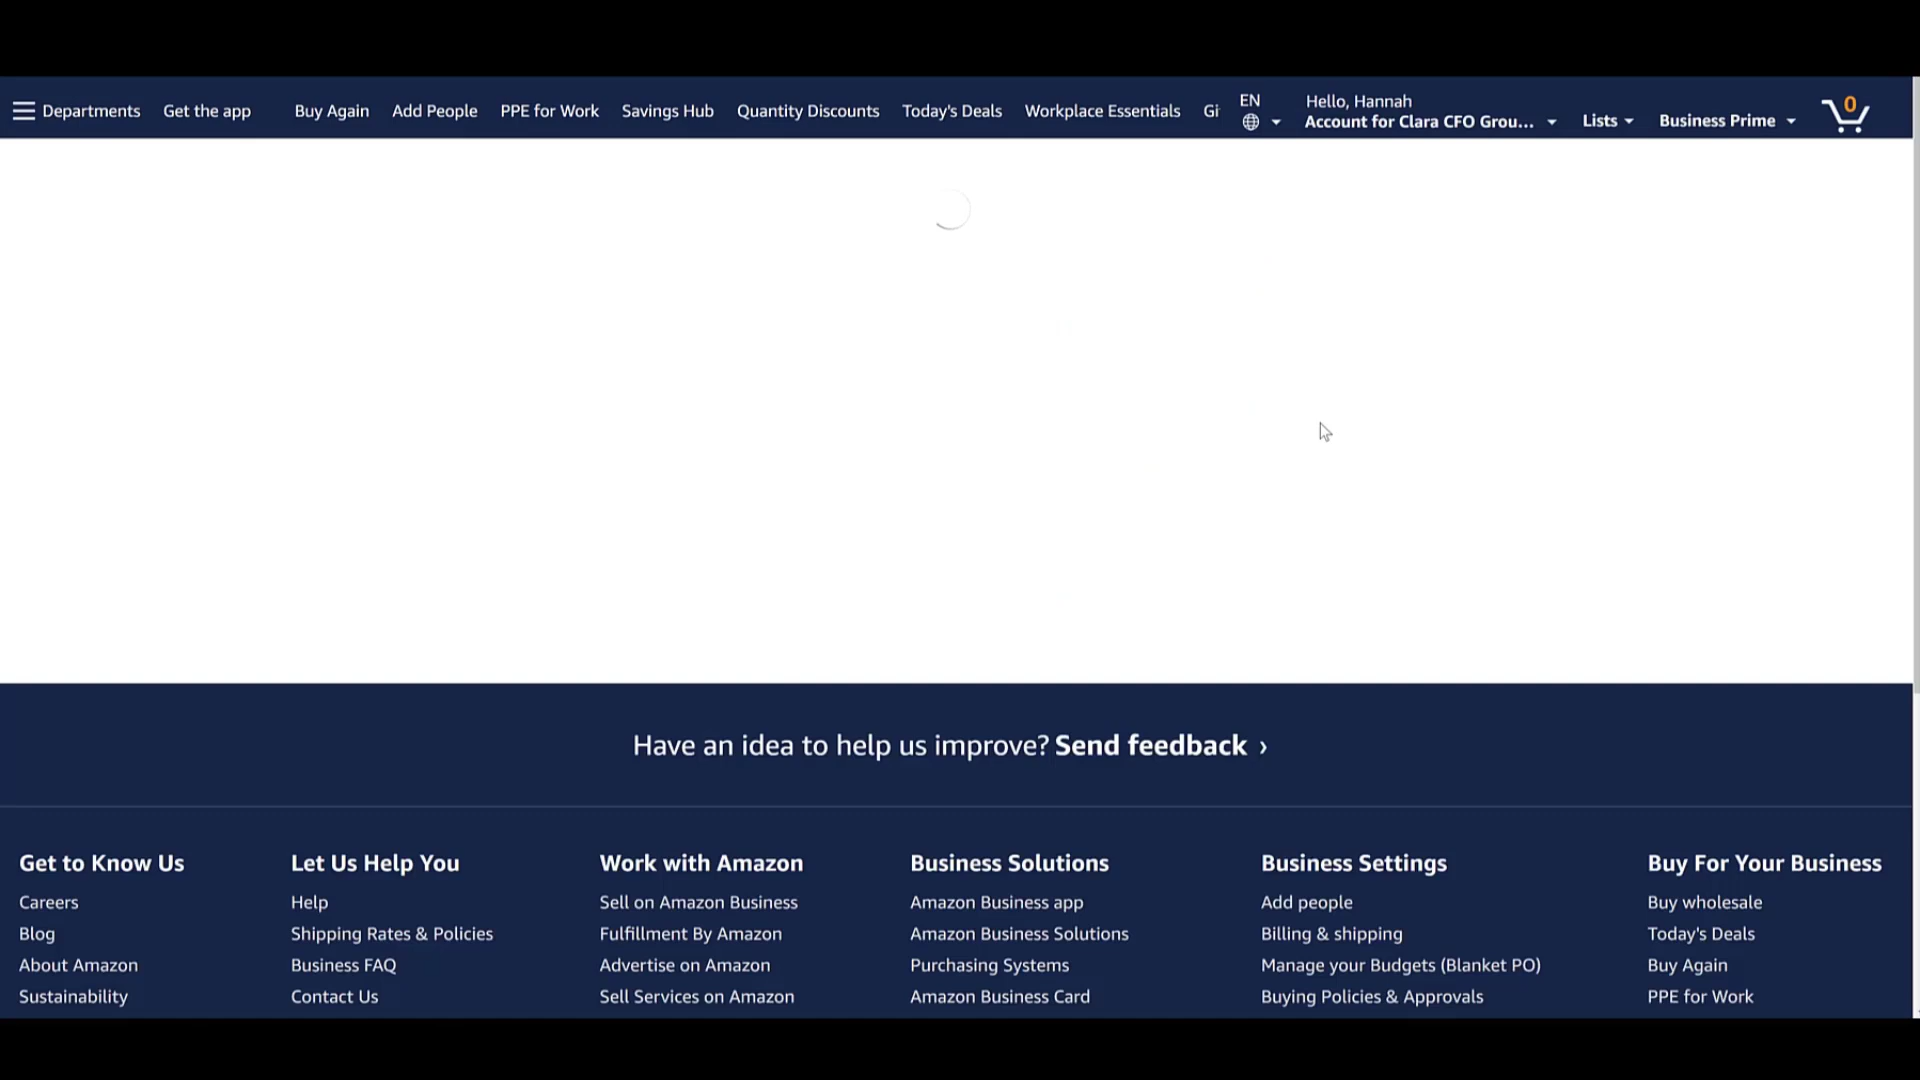 Departments Get the app Buy Again Add People PPE for Work Savings Hub Quantity Discounts Today's Deals Workplace Essentials Gi
EN
Hello, Hannah
Account for Clara CFO Grou...
Lists
Business Prime
0
Have an idea to help us improve? Send feedback ›
Get to Know Us
Careers
Blog
About Amazon
Sustainability
Let Us Help You
Help
Shipping Rates & Policies
Business FAQ
Contact Us
Work with Amazon
Sell on Amazon Business
Fulfillment By Amazon
Advertise on Amazon
Sell Services on Amazon
Business Solutions
Amazon Business app
Amazon Business Solutions
Purchasing Systems
Amazon Business Card
Business Settings
Add people
Billing & shipping
Manage your Budgets (Blanket PO)
Buying Policies & Approvals
Buy For Your Business
Buy wholesale
Today's Deals
Buy Again
PPE for Work